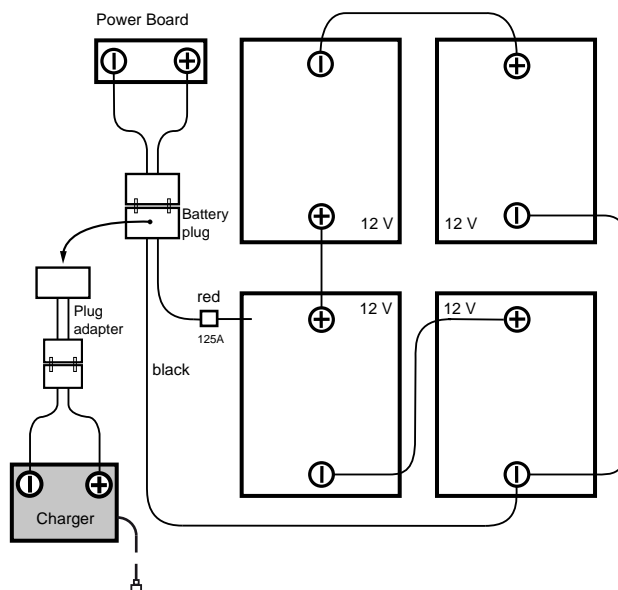 Power Board
12 V
12 V
Battery
plug
12 V
12 V
red
Plug
adapter
125A
black
Charger